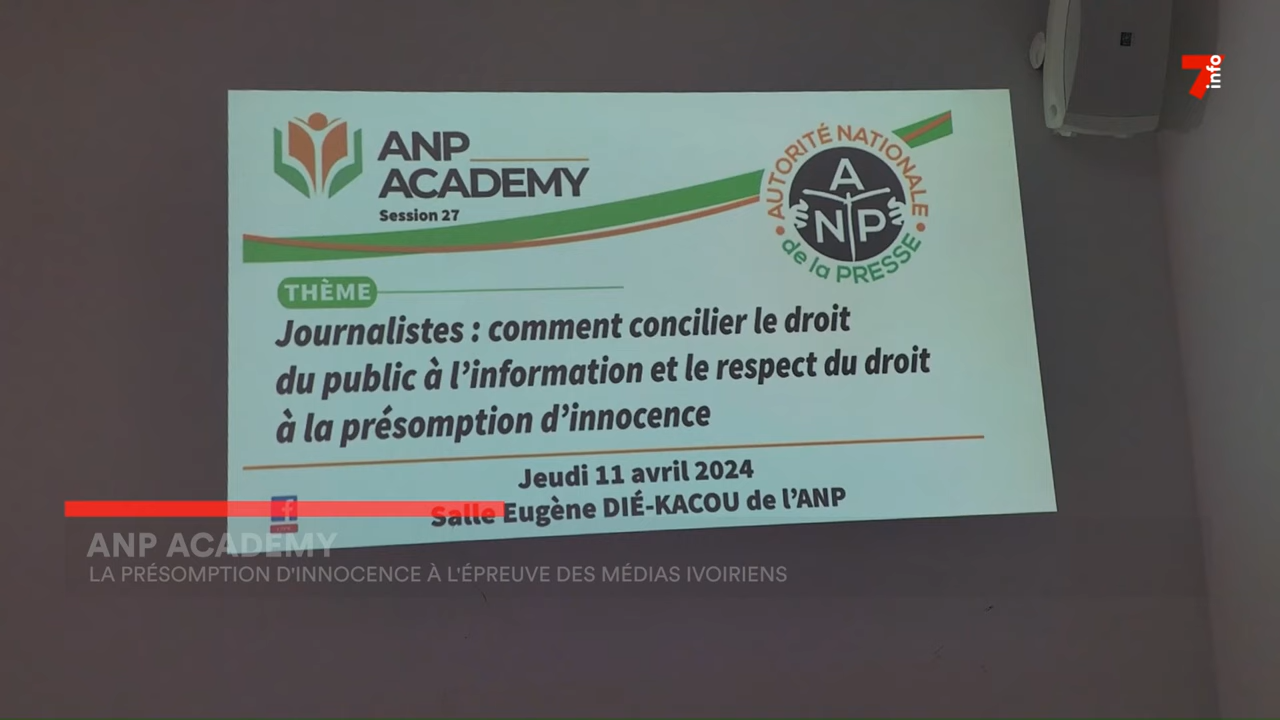 7 info
ANP
ACADEMY
Session 27
AUTORITÉ NATIONALE
de la PRESSE
A
N P
THÈME
Journalistes : comment concilier le droit
du public à l'information et le respect du droit
à la présomption d'innocence
Jeudi 11 avril 2024
Salle Eugène DIÉ-KACOU de l'ANP
ANP ACADEMY
LA PRÉSOMPTION D'INNOCENCE À L'ÉPREUVE DES MÉDIAS IVOIRIENS